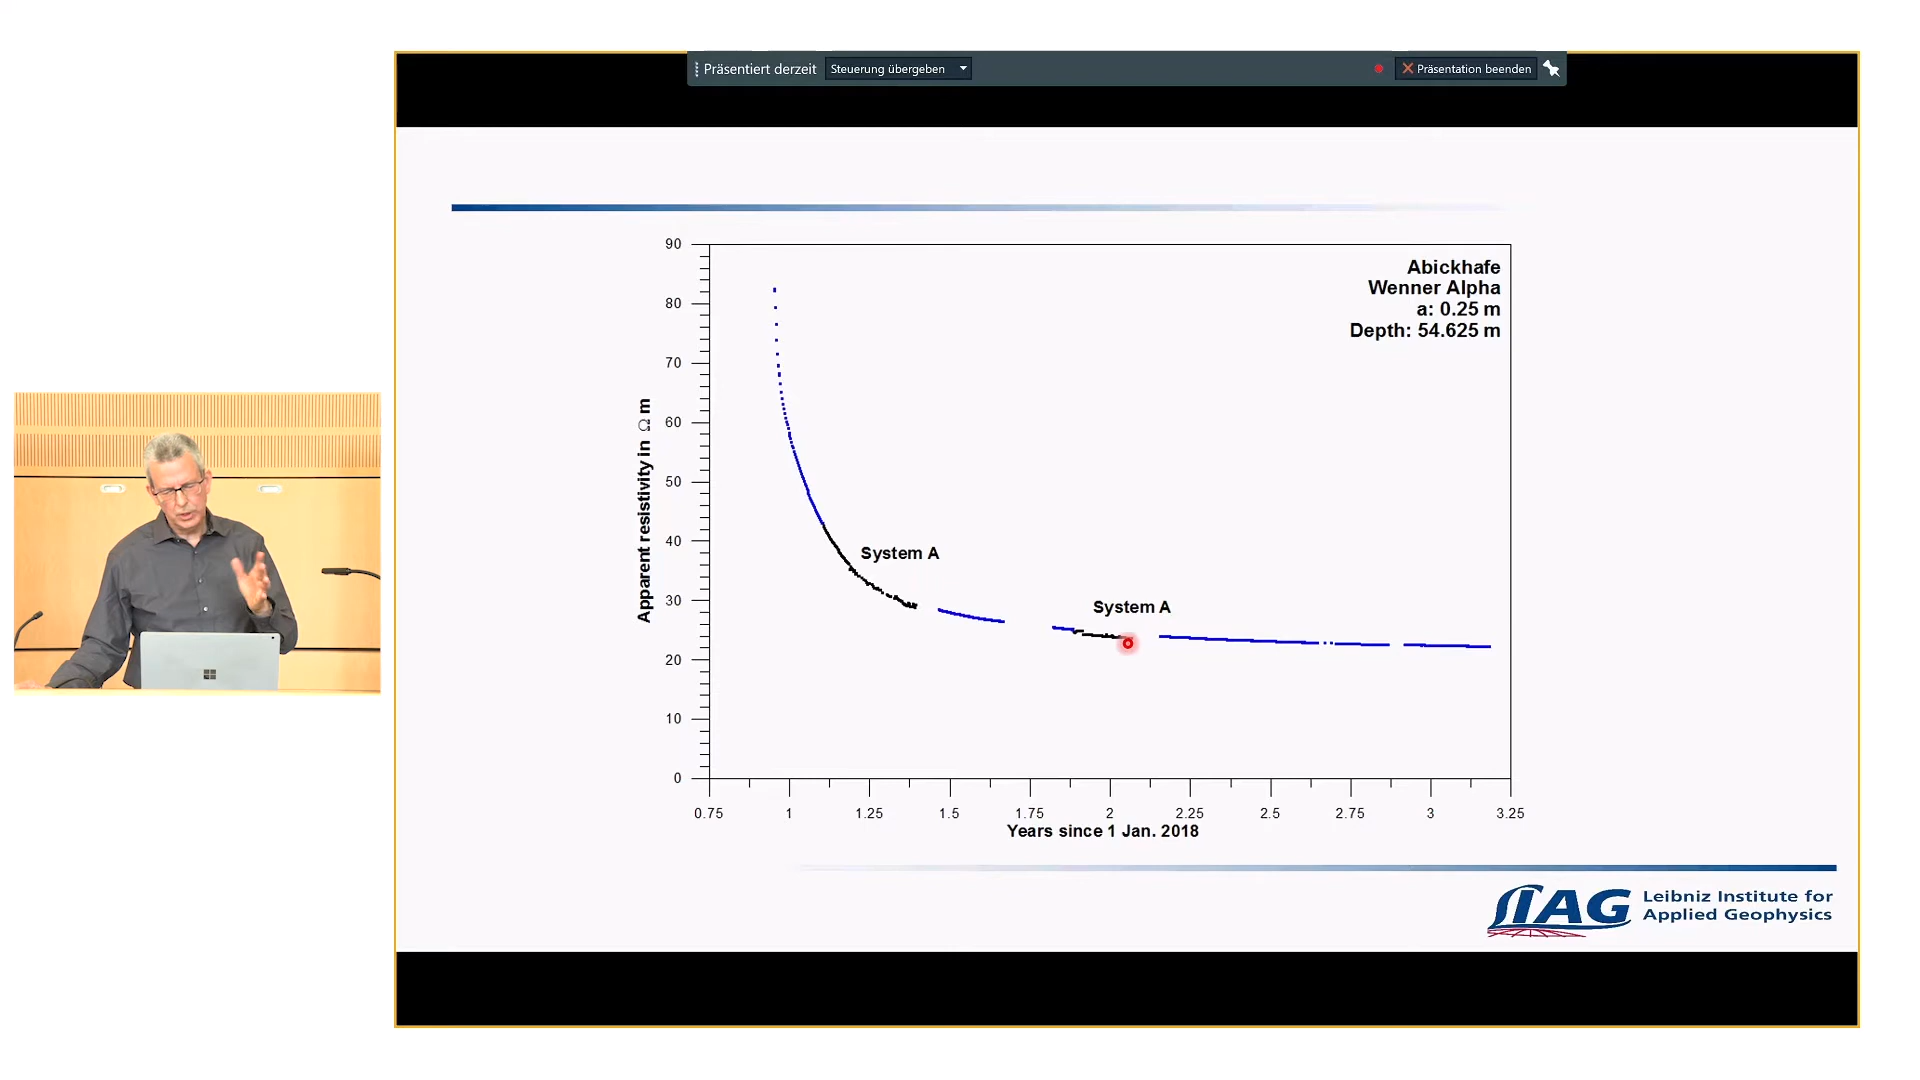 Präsentiert derzeit
Steuerung übergeben
Präsentation beenden
Abickhafe
Wenner Alpha
a: 0.25 m
Depth: 54.625 m
Apparent resistivity in Ω m
90
80
70
60
50
40
30
20
10
0
System A
System A
0.75 1 1.25 1.5 1.75 2 2.25 2.5 2.75 3 3.25
Years since 1 Jan. 2018
LIAG
Leibniz Institute for
Applied Geophysics